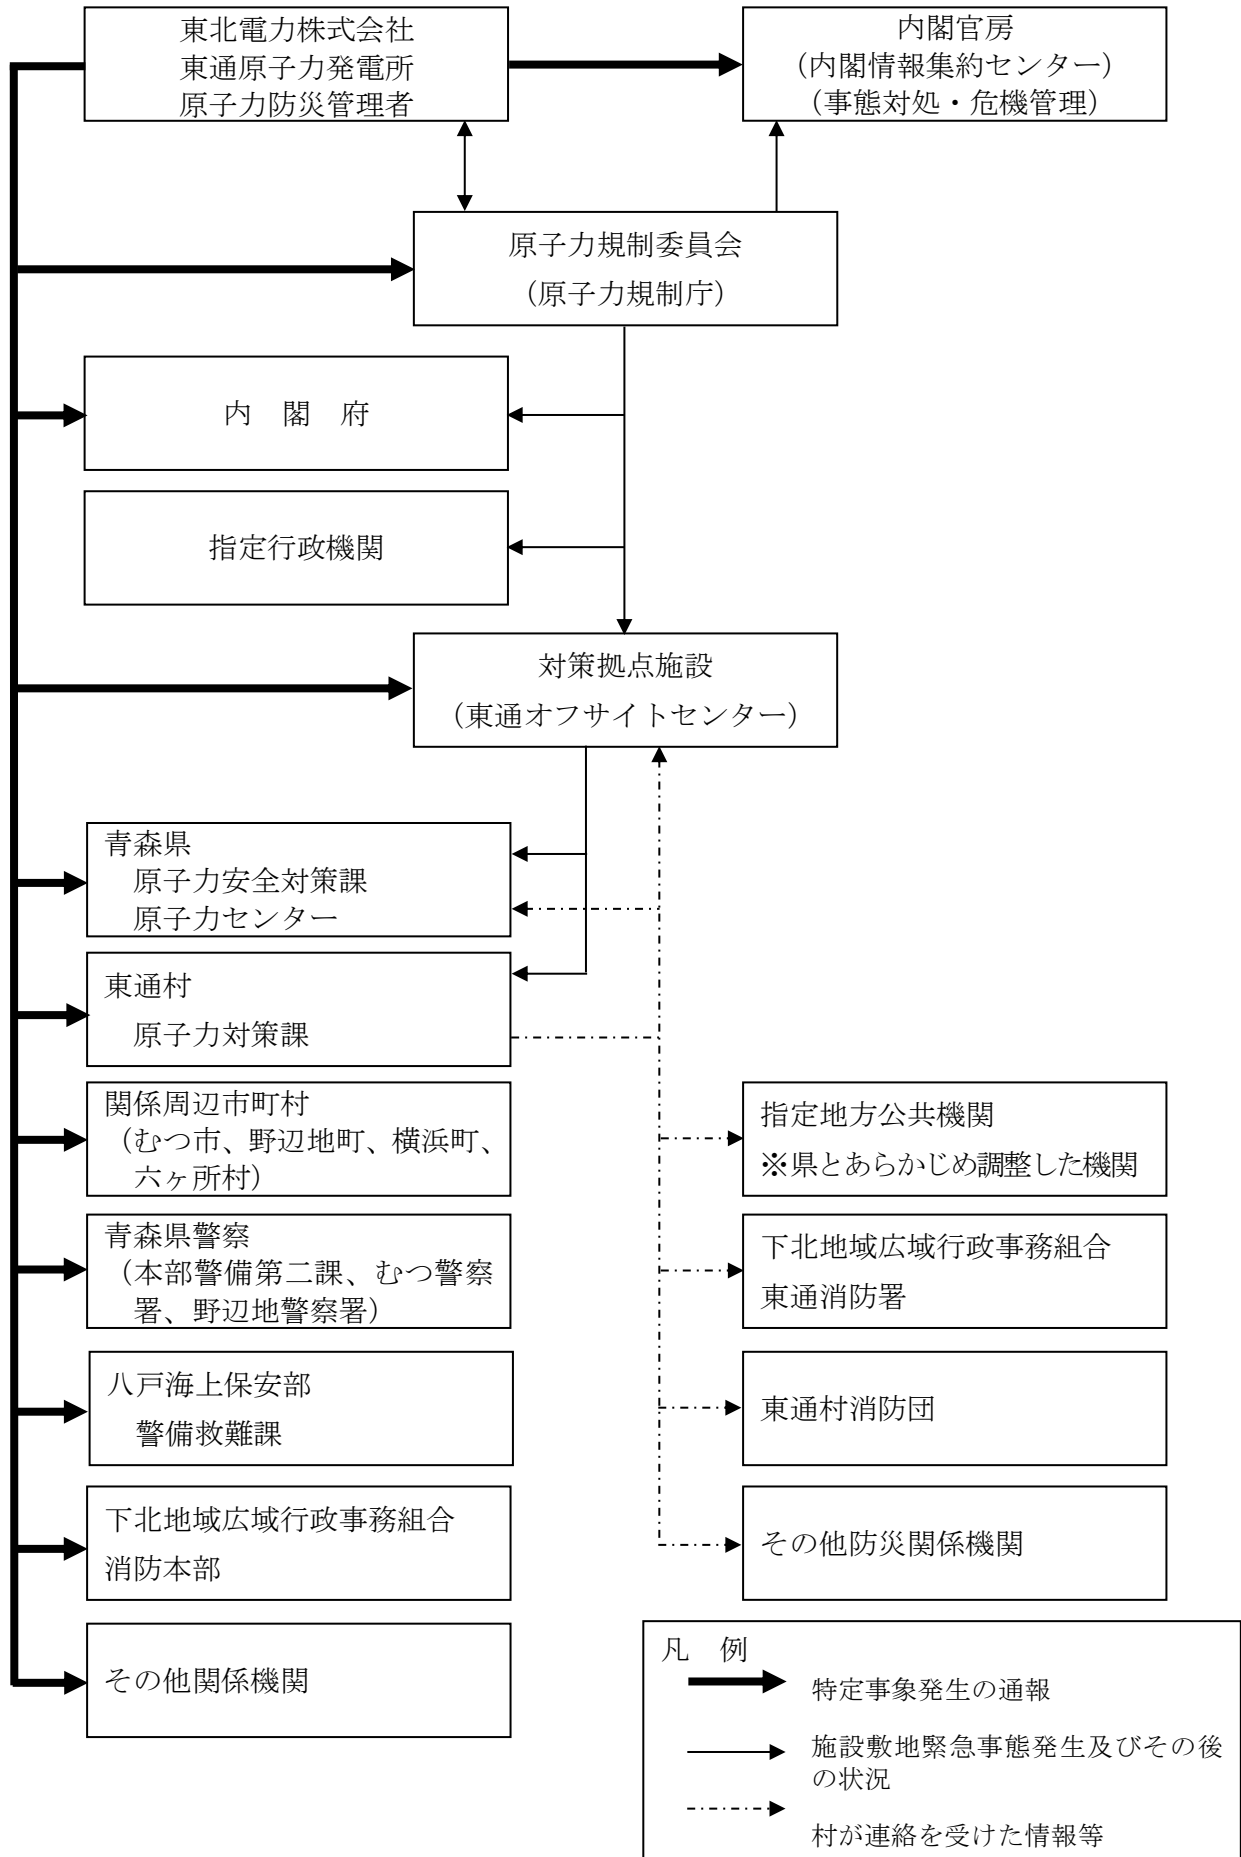 東北電力株式会社
東通原子力発電所
原子力防災管理者
内閣官房
（内閣情報集約センター）
（事態対処・危機管理）
原子力規制委員会
（原子力規制庁）
内　閣　府
指定行政機関
対策拠点施設
（東通オフサイトセンター）
青森県
原子力安全対策課
原子力センター
東通村
原子力対策課
関係周辺市町村
（むつ市、野辺地町、横浜町、
六ヶ所村）
指定地方公共機関
※県とあらかじめ調整した機関
青森県警察
（本部警備第二課、むつ警察
署、野辺地警察署）
下北地域広域行政事務組合
東通消防署
八戸海上保安部
警備救難課
東通村消防団
下北地域広域行政事務組合
消防本部
その他防災関係機関
その他関係機関
凡　例
特定事象発生の通報
施設敷地緊急事態発生及びその後
の状況
村が連絡を受けた情報等